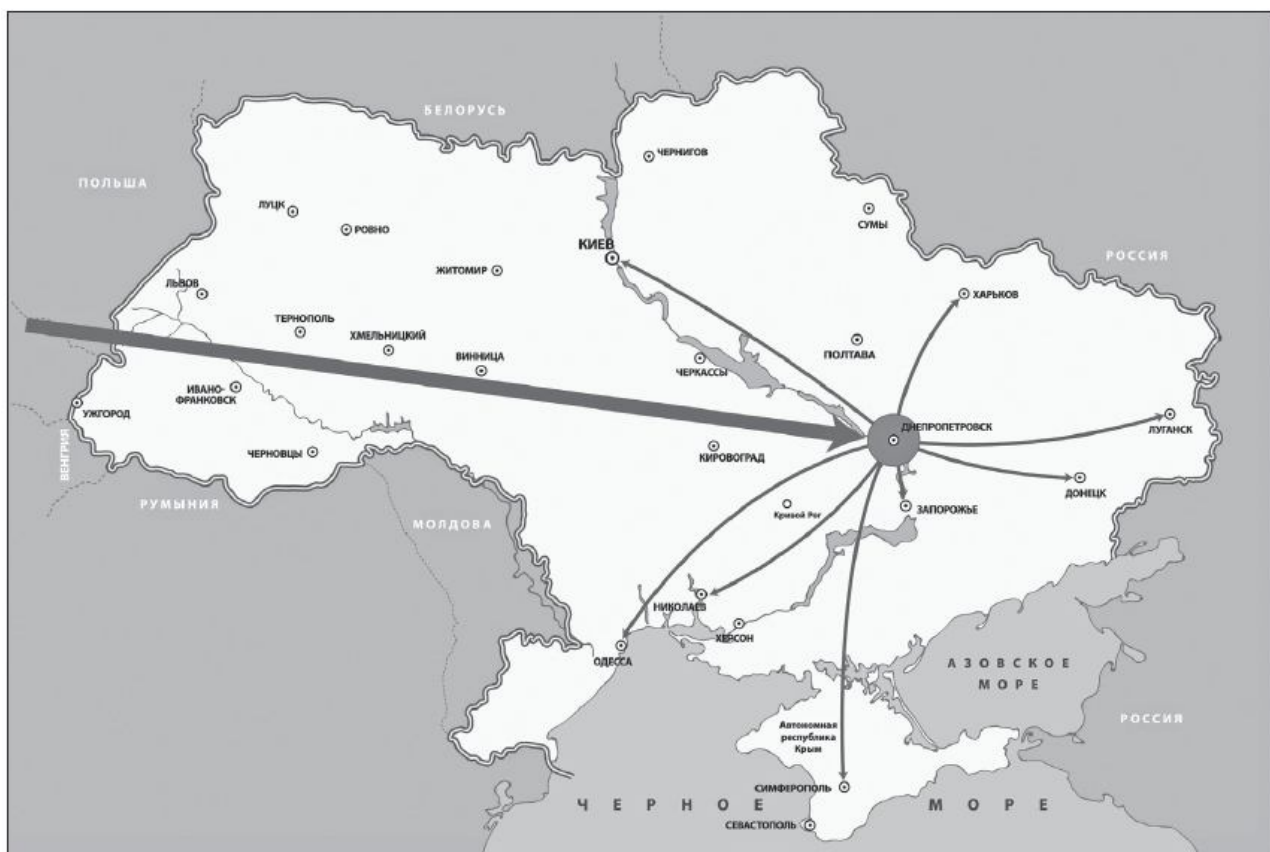 БЕЛОРУСЬ
ЧЕРНИГОВ
ПОЛЬША
ЛУЦК
РОВНО
СУМЫ
КИЕВ
РОССИЯ
ЖИТОМИР
ЛЬВОВ
ХАРЬКОВ
ТЕРНОПОЛЬ
ХМЕЛЬНИЦКИЙ
ВИННИЦА
ЧЕРКАССЫ
ПОЛТАВА
ИВАНО-
ФРАНКОВСК
УЖГОРОД
ДНЕПРОПЕТРОВСК
ЛУГАНСК
ВЕНГРИЯ
ЧЕРНОВЦЫ
КИРОВОГРАД
РУМЫНИЯ
МОЛДОВА
Кривой Рог
ЗАПОРОЖЬЕ
ДОНЕЦК
НИКОЛАЕВ
ХЕРСОН
ОДЕССА
АЗОВСКОЕ
МОРЕ
РОССИЯ
Автономная
республика
Крым
СИМФЕРОПОЛЬ
ЧЕРНОЕ МОРЕ
СЕВАСТОПОЛЬ